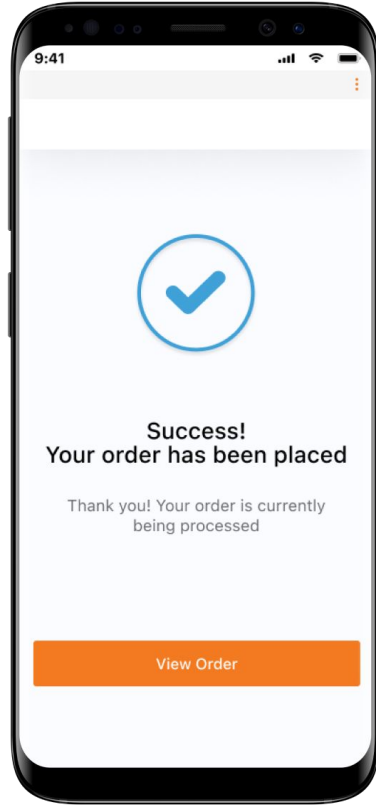 9:41
Success!
Your order has been placed
Thank you! Your order is currently
being processed
View Order